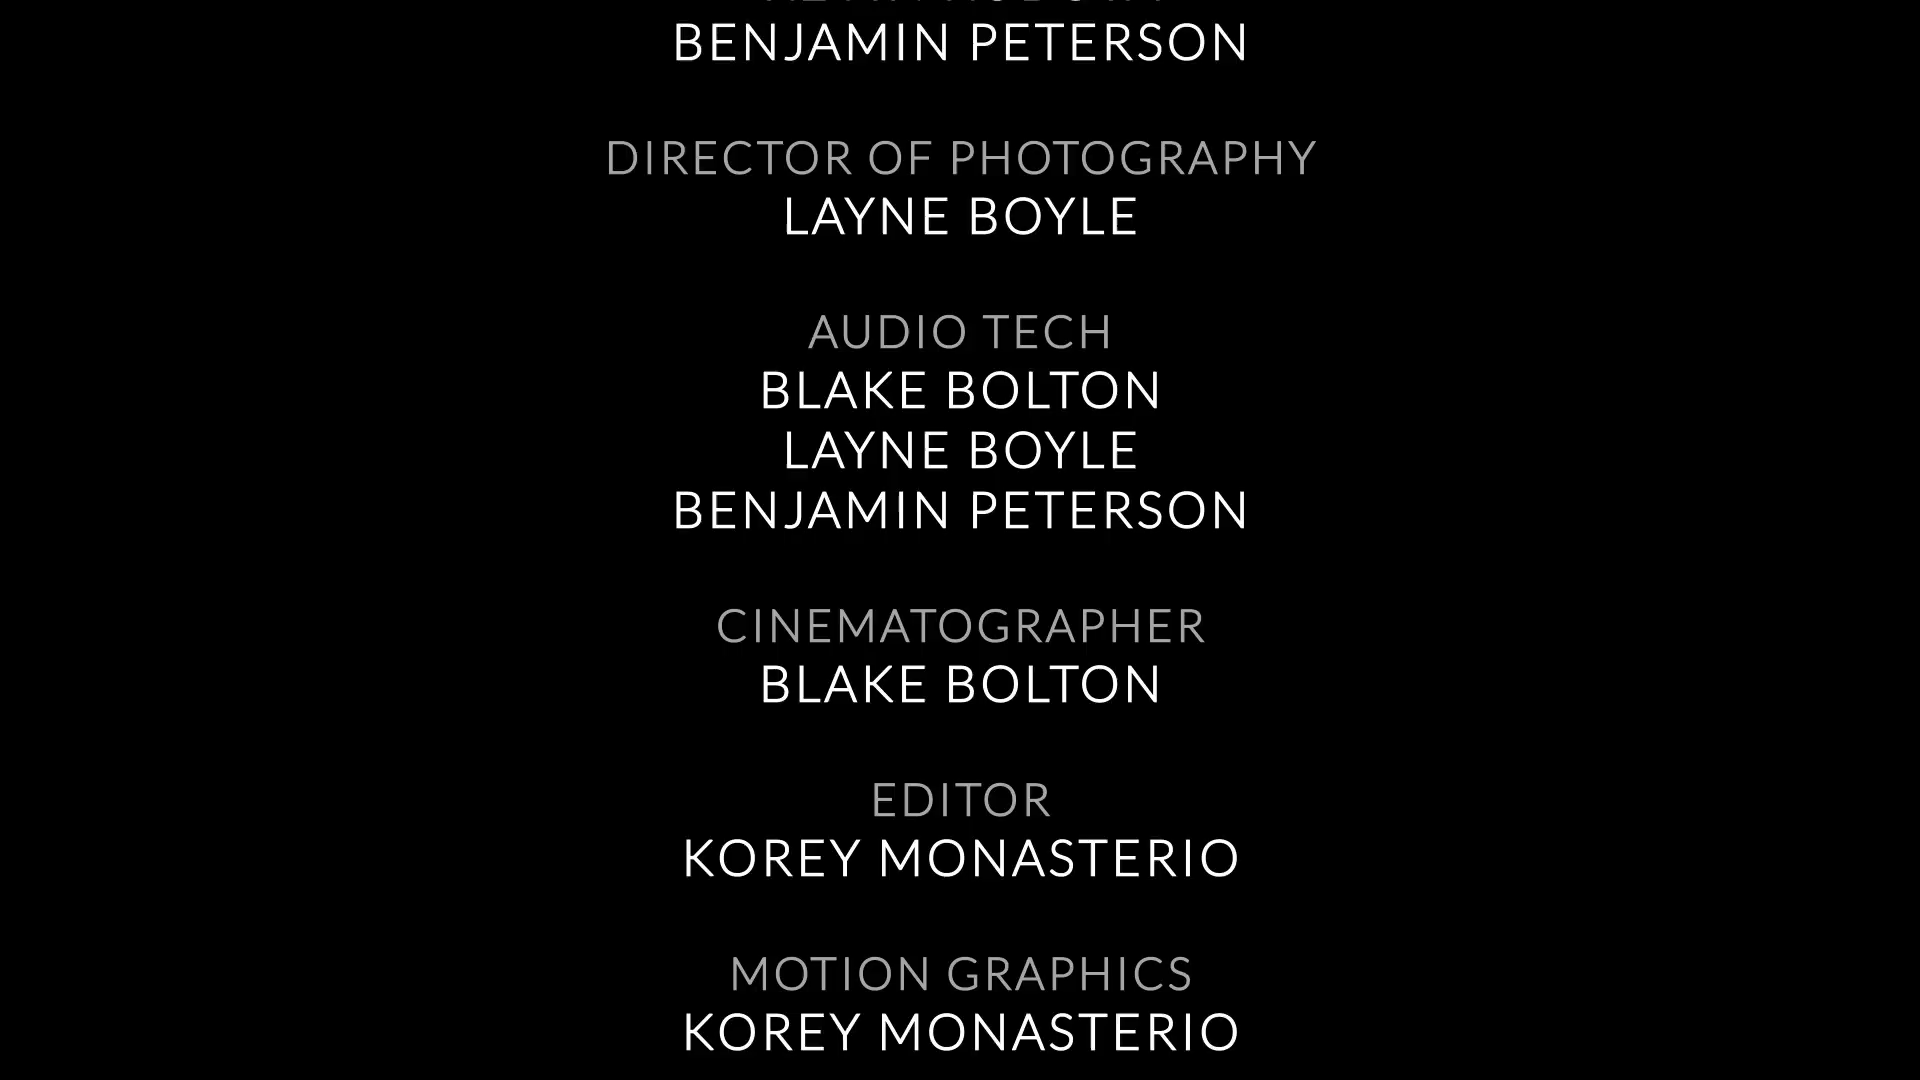 BENJAMIN PETERSON
DIRECTOR OF PHOTOGRAPHY
LAYNE BOYLE
AUDIO TECH
BLAKE BOLTON
LAYNE BOYLE
BENJAMIN PETERSON
CINEMATOGRAPHER
BLAKE BOLTON
EDITOR
KOREY MONASTERIO
MOTION GRAPHICS
KOREY MONASTERIO